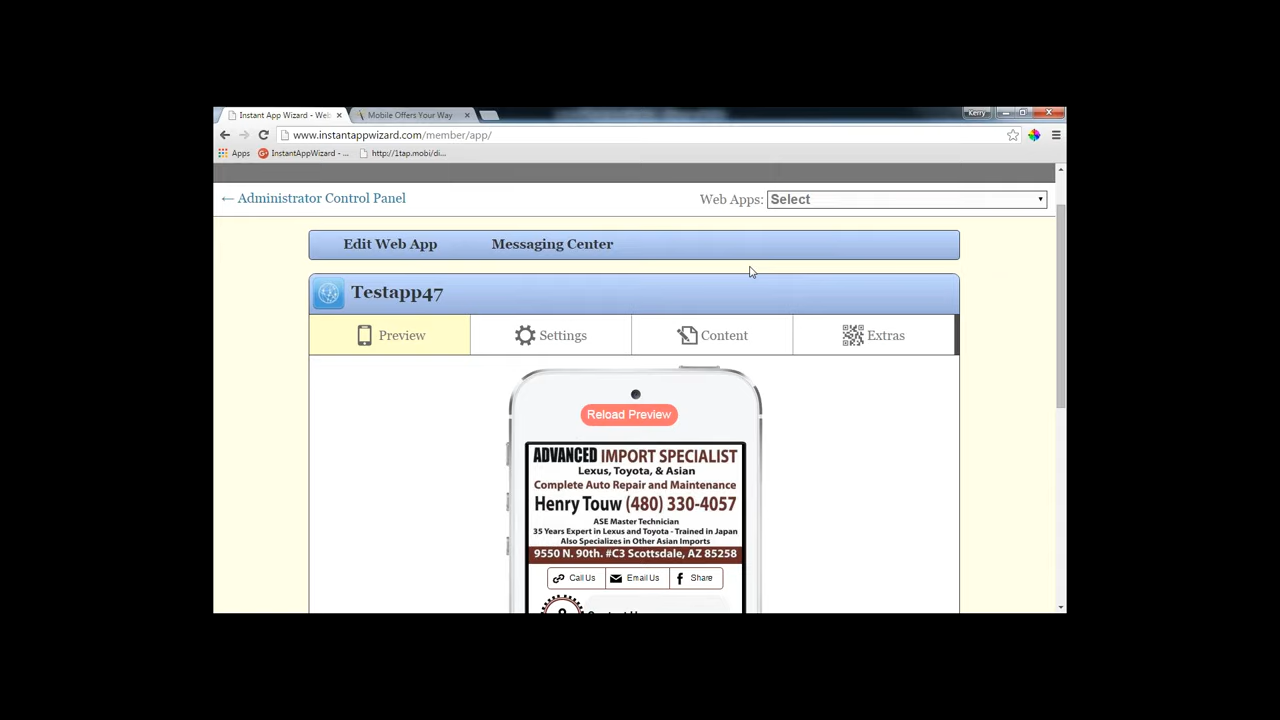 Instant App Wizard - Web
Mobile Offers Your Way
Kerry
www.instantappwizard.com/member/app/
Apps
InstantAppWizard - ...
http://1tap.mobi/di...
← Administrator Control Panel
Web Apps:
Select
Edit Web App
Messaging Center
Testapp47
Preview
Settings
Content
Extras
Reload Preview
ADVANCED IMPORT SPECIALIST
Lexus, Toyota, & Asian
Complete Auto Repair and Maintenance
Henry Touw (480) 330-4057
ASE Master Technician
35 Years Expert in Lexus and Toyota - Trained in Japan
Also Specializes in Other Asian Imports
9550 N. 90th. #C3 Scottsdale, AZ 85258
Call Us
Email Us
Share